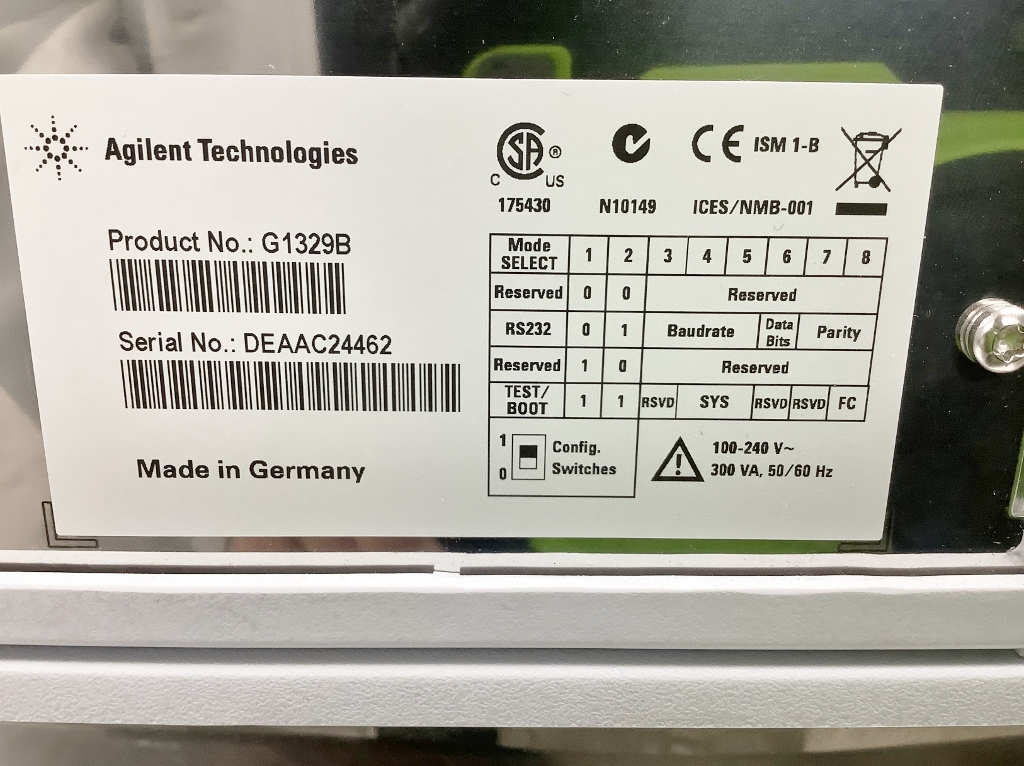 Agilent Technologies
Product No.: G1329B
Serial No.: DEAAC24462
Made in Germany
SA ®
C US
175430
N10149
CE ISM 1-B
ICES/NMB-001
Mode SELECT 1 2 3 4 5 6 7 8
Reserved 0 0 Reserved
RS232 0 1 Baudrate Data Bits Parity
Reserved 1 0 Reserved
TEST/ BOOT 1 1 RSVD SYS RSVD RSVD FC
1
0
Config.
Switches
100-240 V~
300 VA, 50/60 Hz